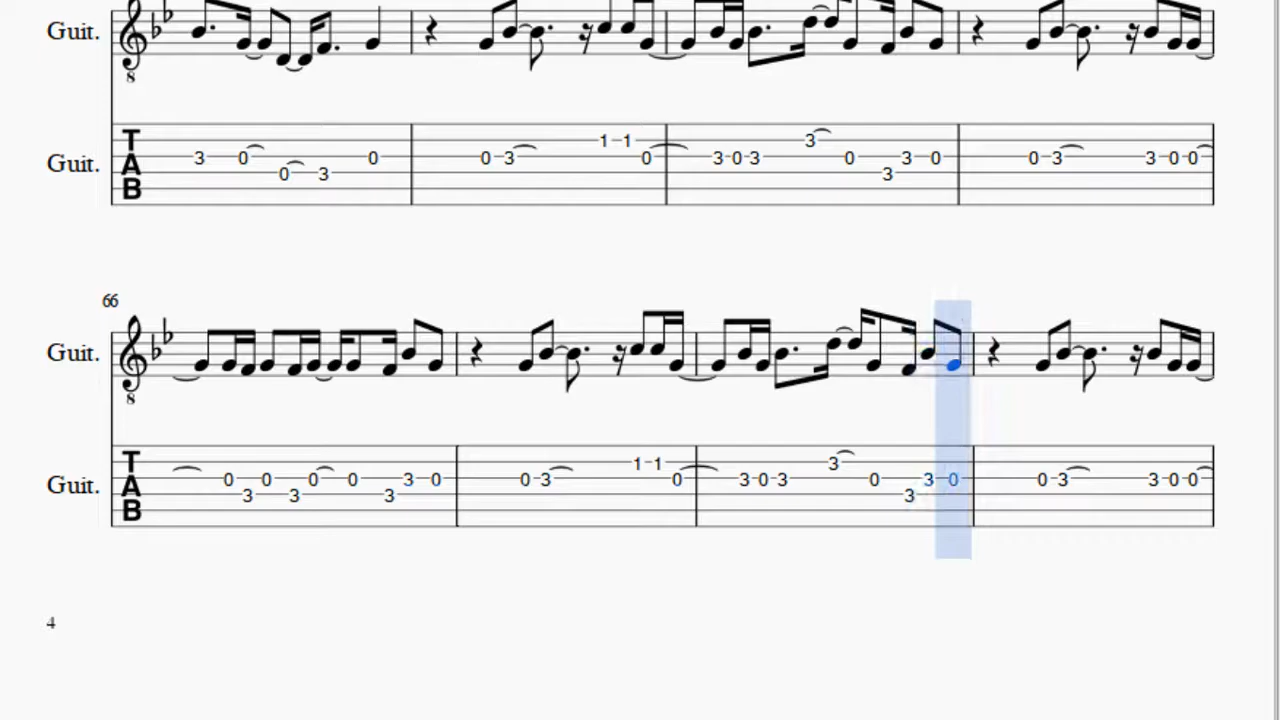 Guit.
8
T 1-1 3
3 0 0 0-3 0 3-0-3 0 3-0 0-3 3-0-0
Guit. A 0 3 3
B
66
Guit.
8
T 1-1 3
0 0 0 0 3-0 0-3 0 3-0-3 0 3-0 0-3 3-0-0
Guit. A 3 3 3 3
B
4